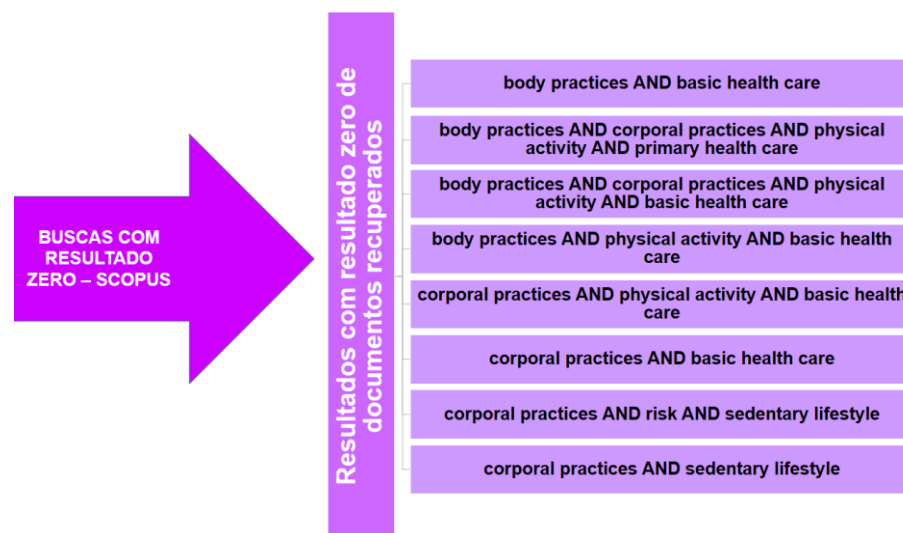 BUSCAS COM
RESULTADO
ZERO – SCOPUS
Resultados com resultado zero de
documentos recuperados
body practices AND basic health care
body practices AND corporal practices AND physical
activity AND primary health care
body practices AND corporal practices AND physical
activity AND basic health care
body practices AND physical activity AND basic health
care
corporal practices AND physical activity AND basic health
care
corporal practices AND basic health care
corporal practices AND risk AND sedentary lifestyle
corporal practices AND sedentary lifestyle